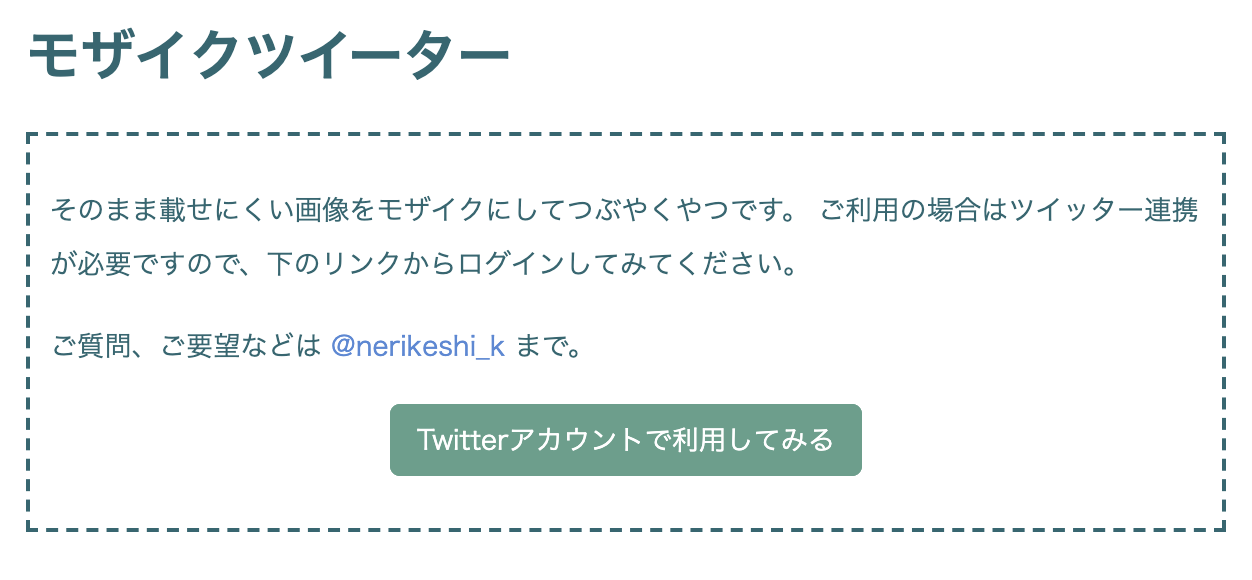 モザイクツイーター
そのまま載せにくい画像をモザイクにしてつぶやくやつです。 ご利用の場合はツイッター連携
が必要ですので、下のリンクからログインしてみてください。
ご質問、ご要望などは @nerikeshi_k まで。
Twitterアカウントで利用してみる